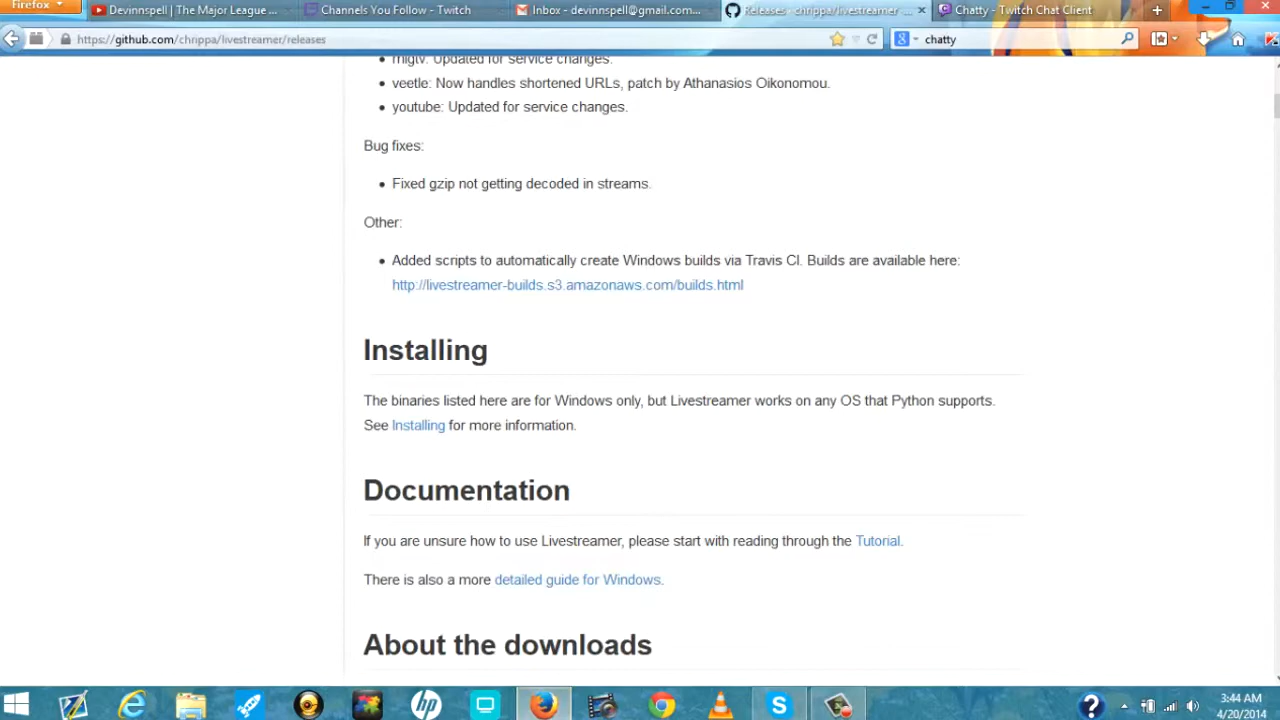 Firefox
Devinnspell | The Major League ...
Channels You Follow - Twitch
Inbox - devinnspell@gmail.com...
Releases · chrippa/livestreamer ...
Chatty - Twitch Chat Client
https://github.com/chrippa/livestreamer/releases
chatty
mlgtv: Updated for service changes.
veetle: Now handles shortened URLs, patch by Athanasios Oikonomou.
youtube: Updated for service changes.
Bug fixes:
Fixed gzip not getting decoded in streams.
Other:
Added scripts to automatically create Windows builds via Travis CI. Builds are available here:
http://livestreamer-builds.s3.amazonaws.com/builds.html
Installing
The binaries listed here are for Windows only, but Livestreamer works on any OS that Python supports.
See Installing for more information.
Documentation
If you are unsure how to use Livestreamer, please start with reading through the Tutorial.
There is also a more detailed guide for Windows.
About the downloads
3:44 AM
4/20/2014